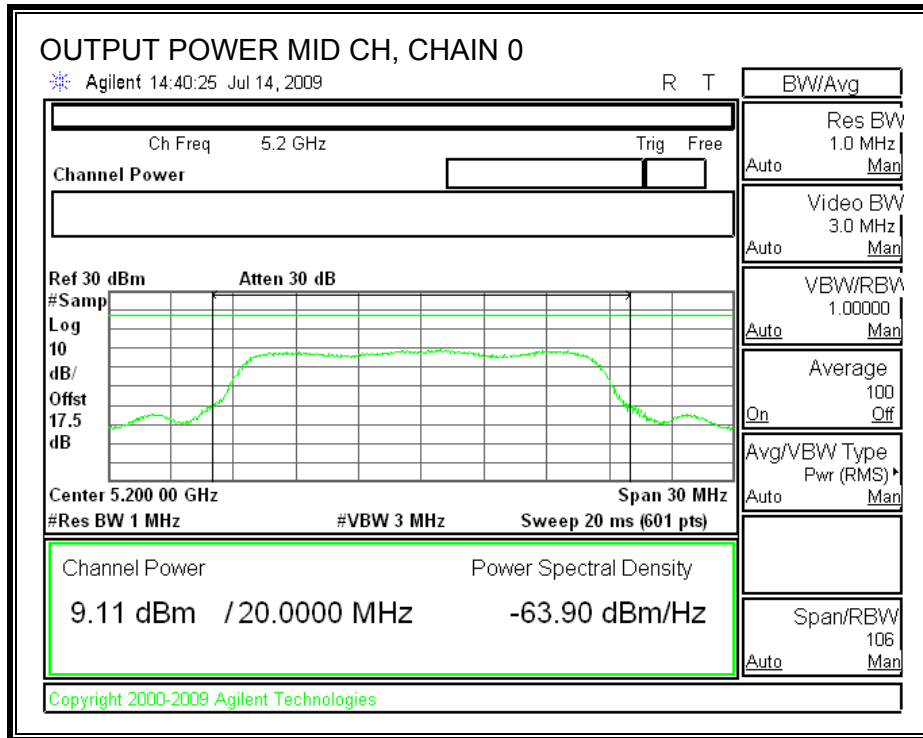 OUTPUT POWER MID CH, CHAIN 0
Agilent 14:40:25 Jul 14, 2009 R T
Ch Freq 5.2 GHz Trig Free
Channel Power
Ref 30 dBm Atten 30 dB
#Samp
Log
10
dB/
Offst
17.5
dB
Center 5.200 00 GHz Span 30 MHz
#Res BW 1 MHz #VBW 3 MHz Sweep 20 ms (601 pts)
Channel Power Power Spectral Density
9.11 dBm / 20.0000 MHz -63.90 dBm/Hz
Copyright 2000-2009 Agilent Technologies
BW/Avg
Res BW
1.0 MHz
Auto Man
Video BW
3.0 MHz
Auto Man
VBW/RBW
1.00000
Auto Man
Average
100
On Off
Avg/VBW Type
Pwr (RMS)
Auto Man
Span/RBW
106
Auto Man